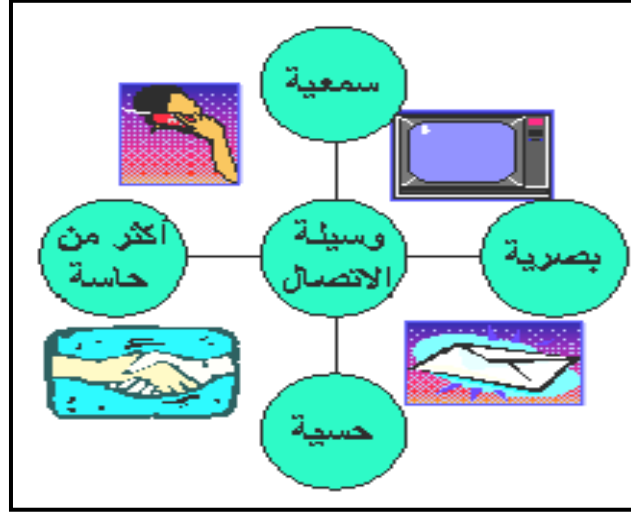 سمعية
أكثر من
حاسة
وسيلة
الاتصال
بصرية
حسية